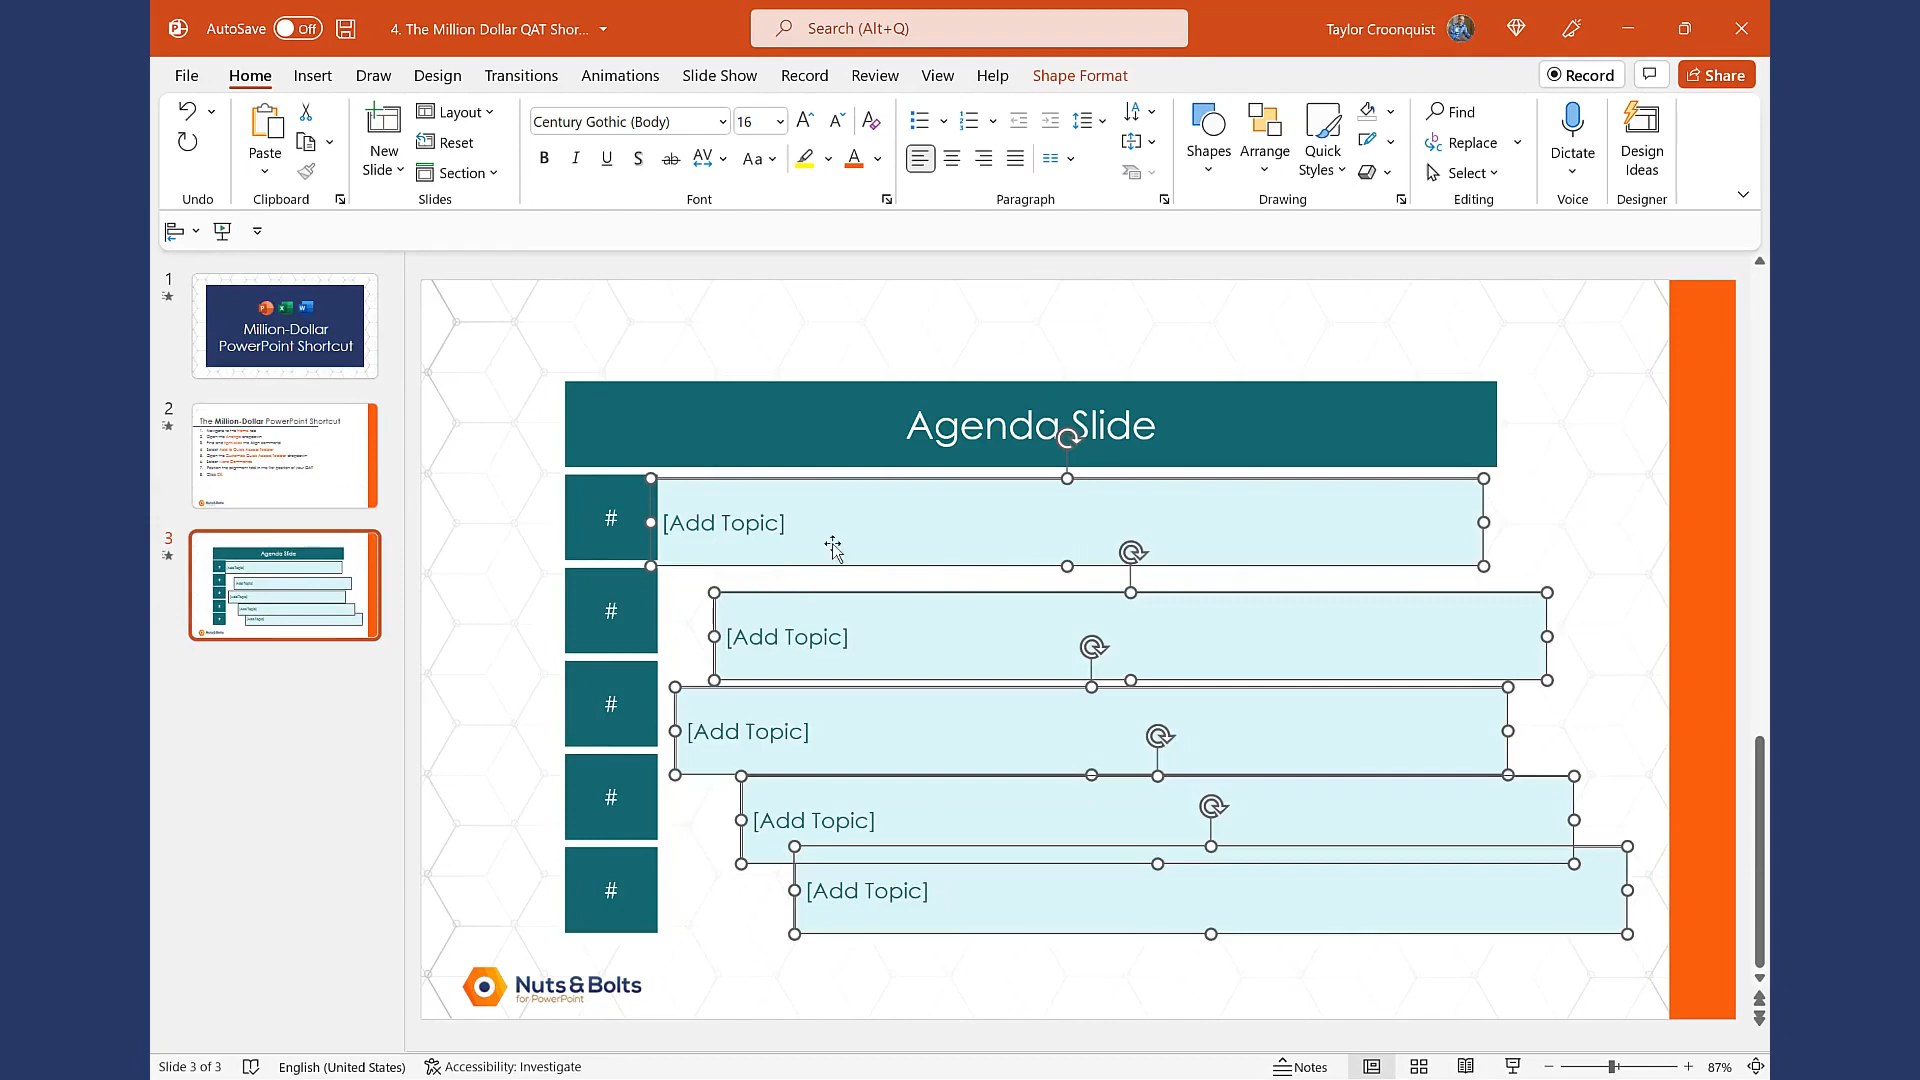 AutoSave Off 4. The Million Dollar QAT Shor... Search (Alt+Q) Taylor Croonquist
File Home Insert Draw Design Transitions Animations Slide Show Record Review View Help Shape Format Record Share
Paste
New
Slide
Layout
Reset
Section
Century Gothic (Body) 16
B I U S ab AV Aa A
Shapes
Arrange
Quick
Styles
Find
Replace
Select
Dictate
Design
Ideas
Undo Clipboard Slides Font Paragraph Drawing Editing Voice Designer
1
Million-Dollar
PowerPoint Shortcut
2
The Million-Dollar PowerPoint Shortcut
3
Agenda Slide
Agenda Slide
# [Add Topic]
# [Add Topic]
# [Add Topic]
# [Add Topic]
# [Add Topic]
Nuts & Bolts
for PowerPoint
Slide 3 of 3 English (United States) Accessibility: Investigate Notes 87%